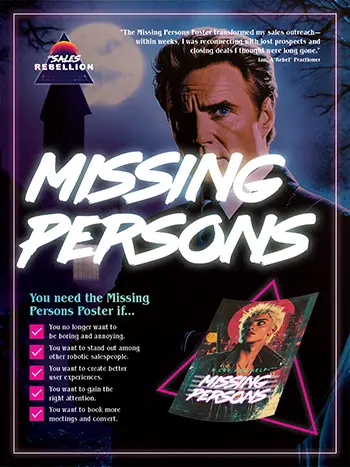 "The Missing Persons Poster transformed my sales outreach—
within weeks, I was reconnecting with lost prospects and
closing deals I thought were long gone."
Ian, A 'Rebel' Practioner
SALES
REBELLION
MISSING
PERSONS
You need the Missing
Persons Poster if...
You no longer want to
be boring and annoying.
You want to stand out among
other robotic salespeople.
You want to create better
user experiences.
You want to gain the
right attention.
You want to book more
meetings and convert.
A CRY FOR HELP
MISSING
PERSONS